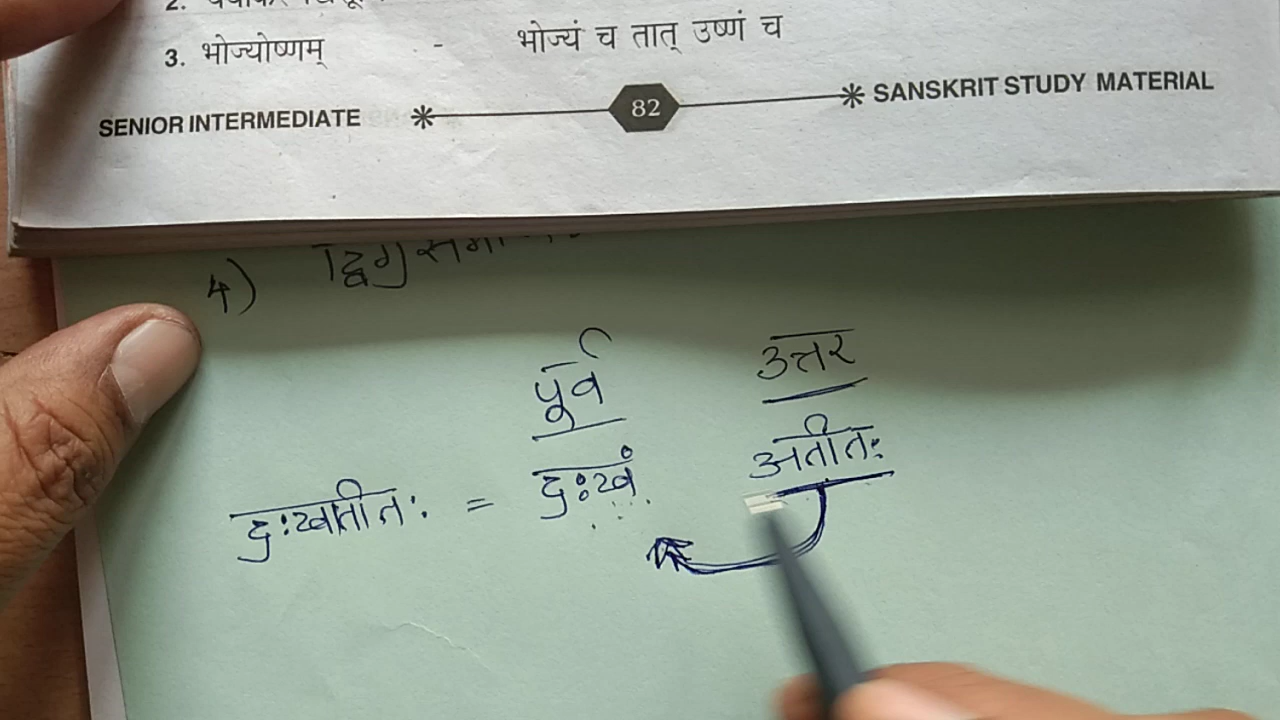 3. भोज्योष्णम् - भोज्यं च तात् उष्णं च
SENIOR INTERMEDIATE 82 SANSKRIT STUDY MATERIAL
4)
पूर्व उत्तर
दुःखातीतः = दुःखं अतीतः